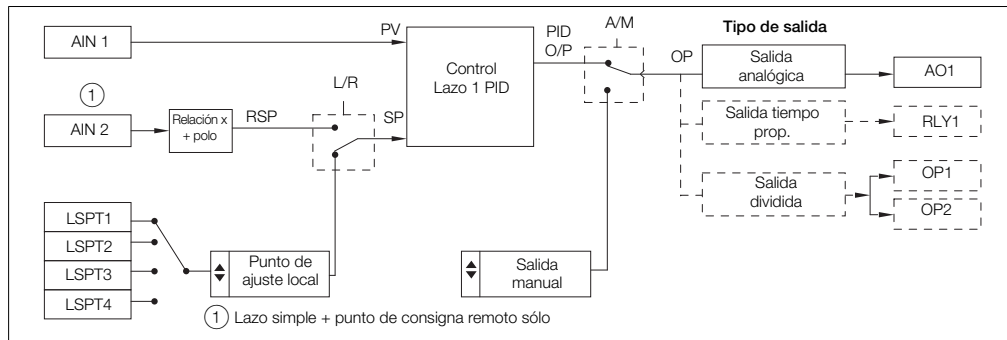 AIN 1
PV
Control
Lazo 1 PID
PID
O/P
A/M
OP
Tipo de salida
Salida
analógica
AO1
1
AIN 2
Relación x
+ polo
RSP
L/R
SP
Salida tiempo
prop.
RLY1
Salida
dividida
OP1
OP2
LSPT1
LSPT2
LSPT3
LSPT4
Punto de
ajuste local
Salida
manual
1 Lazo simple + punto de consigna remoto sólo